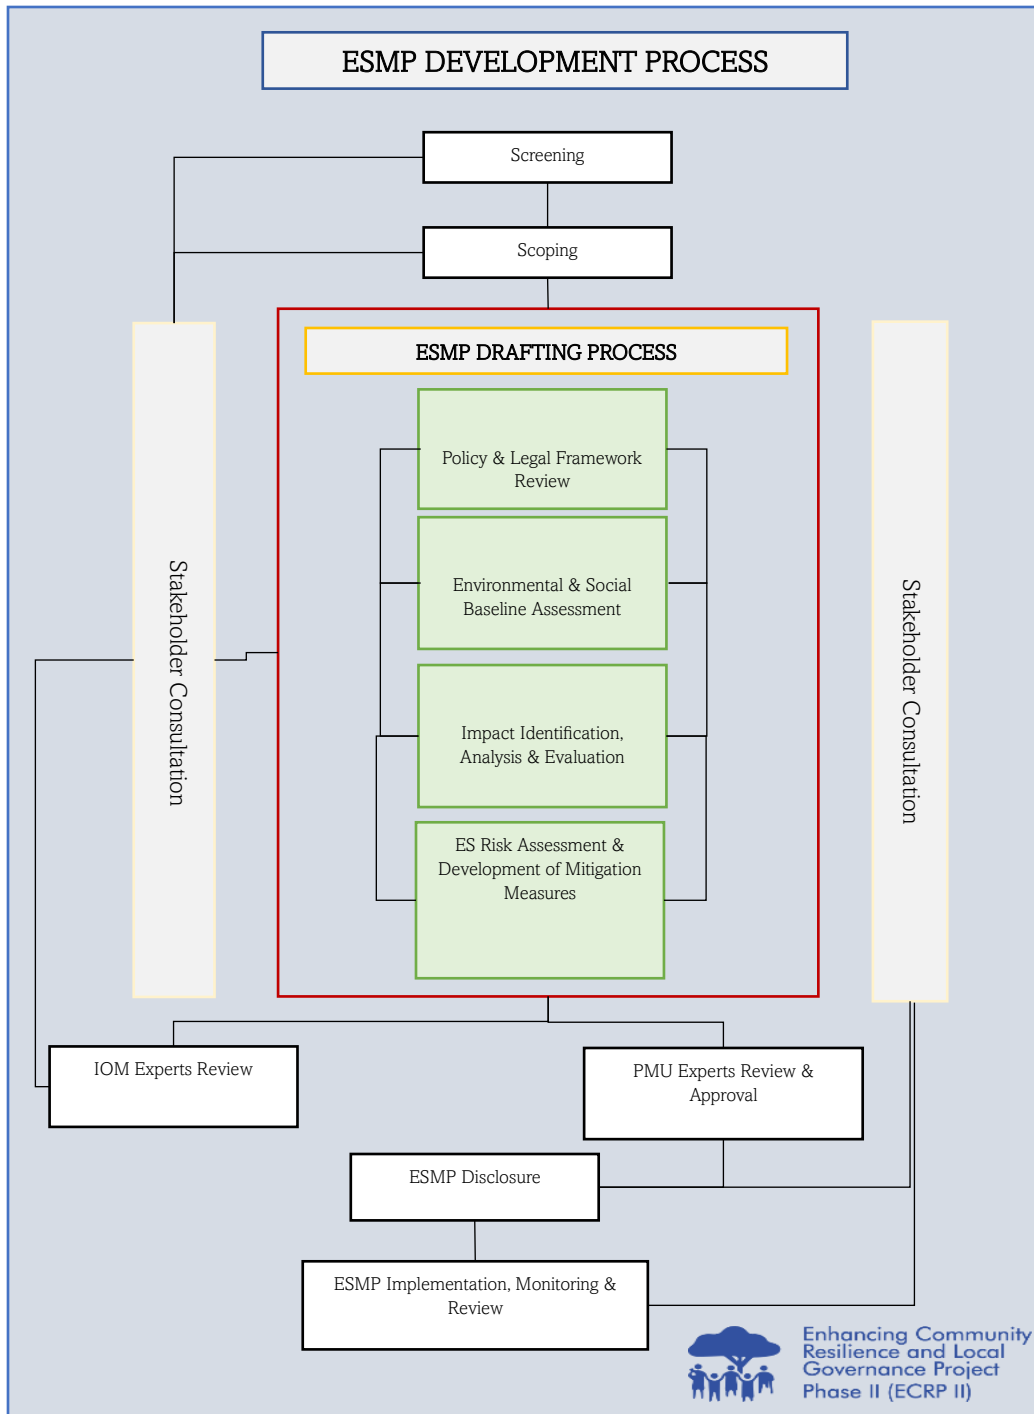 ESMP DEVELOPMENT PROCESS
Screening
Scoping
ESMP DRAFTING PROCESS
Policy & Legal Framework
Review
Environmental & Social
Baseline Assessment
Impact Identification,
Analysis & Evaluation
ES Risk Assessment &
Development of Mitigation
Measures
Stakeholder Consultation
Stakeholder Consultation
IOM Experts Review
PMU Experts Review &
Approval
ESMP Disclosure
ESMP Implementation, Monitoring &
Review
Enhancing Community
Resilience and Local
Governance Project
Phase II (ECRP II)